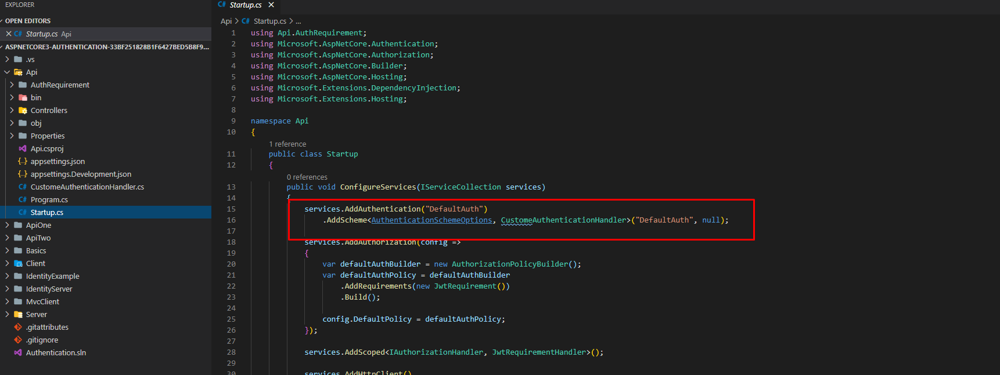 EXPLORER
OPEN EDITORS
Startup.cs Api
ASPNETCORE3-AUTHENTICATION-33BF251828B1F6427BED5B8F9...
.vs
Api
AuthRequirement
bin
Controllers
obj
Properties
Api.csproj
appsettings.json
appsettings.Development.json
CustomeAuthenticationHandler.cs
Program.cs
Startup.cs
ApiOne
ApiTwo
Basics
Client
IdentityExample
IdentityServer
MvcClient
Server
.gitattributes
.gitignore
Authentication.sln
C# Startup.cs
Api > C# Startup.cs > ...
1 using Api.AuthRequirement;
2 using Microsoft.AspNetCore.Authentication;
3 using Microsoft.AspNetCore.Authorization;
4 using Microsoft.AspNetCore.Builder;
5 using Microsoft.AspNetCore.Hosting;
6 using Microsoft.Extensions.DependencyInjection;
7 using Microsoft.Extensions.Hosting;
8
9 namespace Api
10 {
1 reference
11 public class Startup
12 {
0 references
13 public void ConfigureServices(IServiceCollection services)
14 {
15 services.AddAuthentication("DefaultAuth")
16 .AddScheme<AuthenticationSchemeOptions, CustomeAuthenticationHandler>("DefaultAuth", null);
17
18 services.AddAuthorization(config =>
19 {
20 var defaultAuthBuilder = new AuthorizationPolicyBuilder();
21 var defaultAuthPolicy = defaultAuthBuilder
22 .AddRequirements(new JwtRequirement())
23 .Build();
24
25 config.DefaultPolicy = defaultAuthPolicy;
26 });
27
28 services.AddScoped<IAuthorizationHandler, JwtRequirementHandler>();
29
30 services.AddHttpClient()